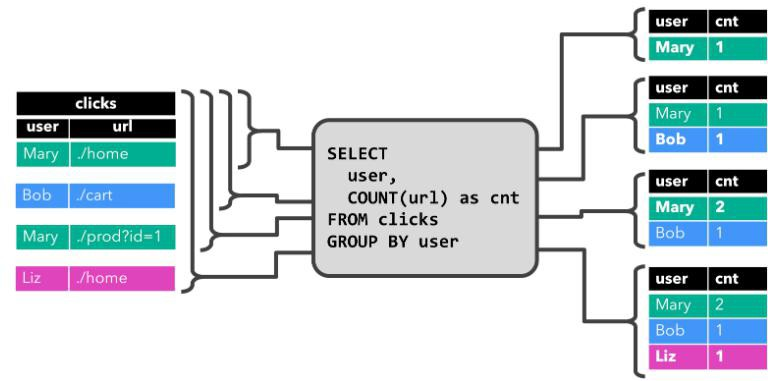 clicks
user url
Mary ./home
Bob ./cart
Mary ./prod?id=1
Liz ./home
SELECT
user,
COUNT(url) as cnt
FROM clicks
GROUP BY user
user cnt
Mary 1
user cnt
Mary 1
Bob 1
user cnt
Mary 2
Bob 1
user cnt
Mary 2
Bob 1
Liz 1